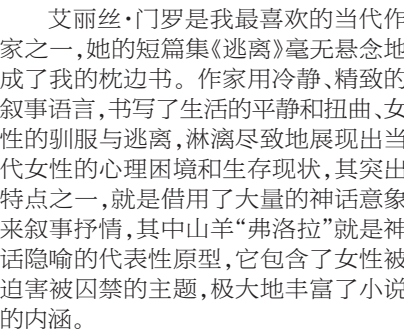 艾丽丝·门罗是我最喜欢的当代作
家之一,她的短篇集《逃离》毫无悬念地
成了我的枕边书。作家用冷静、精致的
叙事语言,书写了生活的平静和扭曲、女
性的驯服与逃离,淋漓尽致地展现出当
代女性的心理困境和生存现状,其突出
特点之一,就是借用了大量的神话意象
来叙事抒情,其中山羊“弗洛拉”就是神
话隐喻的代表性原型,它包含了女性被
迫害被囚禁的主题,极大地丰富了小说
的内涵。